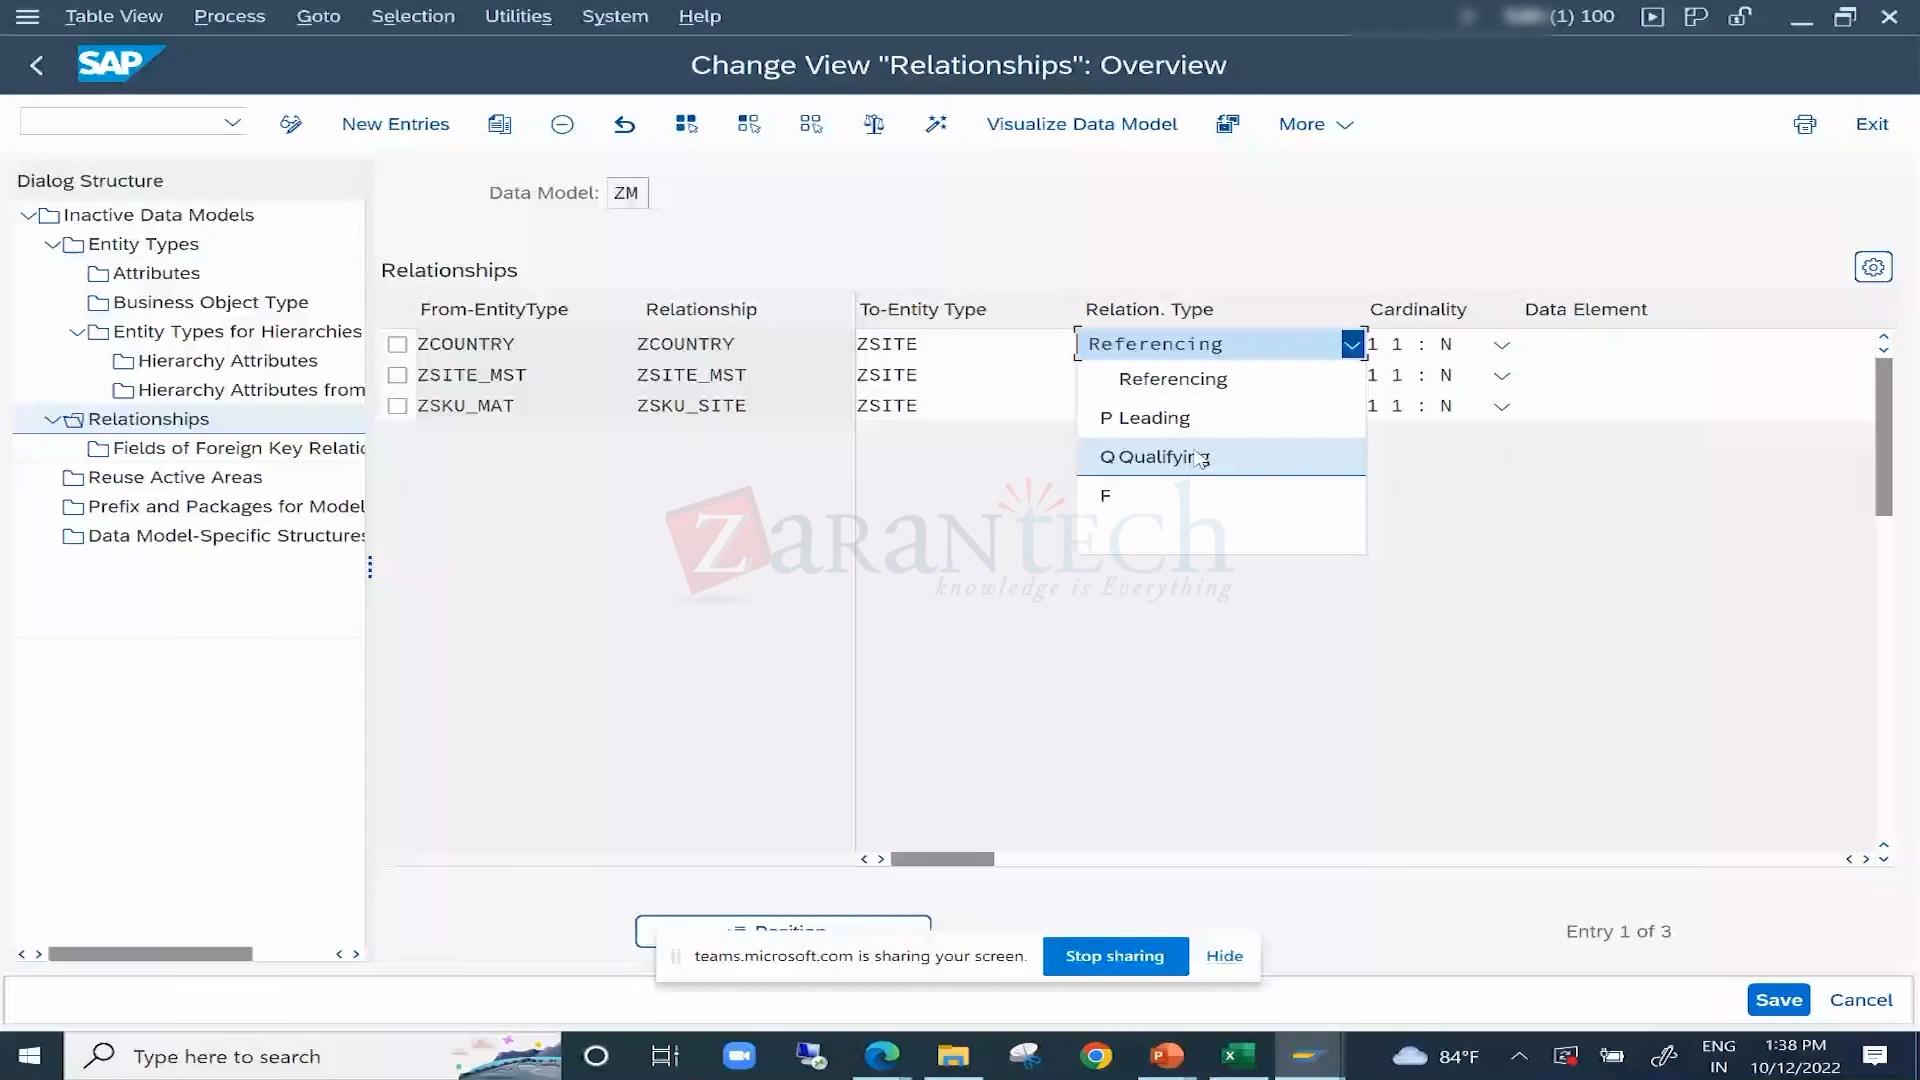 Table View Process Goto Selection Utilities System Help (1) 100
SAP Change View "Relationships": Overview
New Entries Visualize Data Model More Exit
Dialog Structure
Inactive Data Models
Entity Types
Attributes
Business Object Type
Entity Types for Hierarchies
Hierarchy Attributes
Hierarchy Attributes from
Relationships
Fields of Foreign Key Relatio
Reuse Active Areas
Prefix and Packages for Model
Data Model-Specific Structures
Data Model: ZM
Relationships
From-EntityType Relationship To-Entity Type Relation. Type Cardinality Data Element
ZCOUNTRY ZCOUNTRY ZSITE Referencing 1 1 : N
ZSITE_MST ZSITE_MST ZSITE 1 1 : N
ZSKU_MAT ZSKU_SITE ZSITE 1 1 : N
Referencing
P Leading
Q Qualifying
F
ZARANTECH
knowledge is Everything
Position
Entry 1 of 3
teams.microsoft.com is sharing your screen. Stop sharing Hide
Save Cancel
Type here to search
84°F
ENG
IN
1:38 PM
10/12/2022